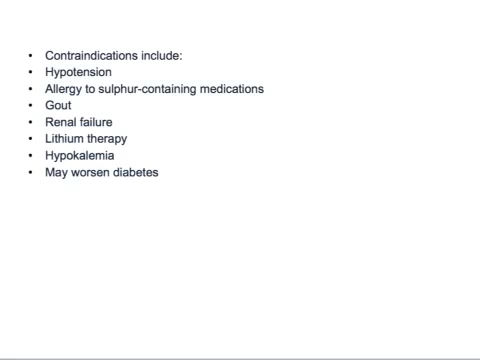 • Contraindications include:
• Hypotension
• Allergy to sulphur-containing medications
• Gout
• Renal failure
• Lithium therapy
• Hypokalemia
• May worsen diabetes